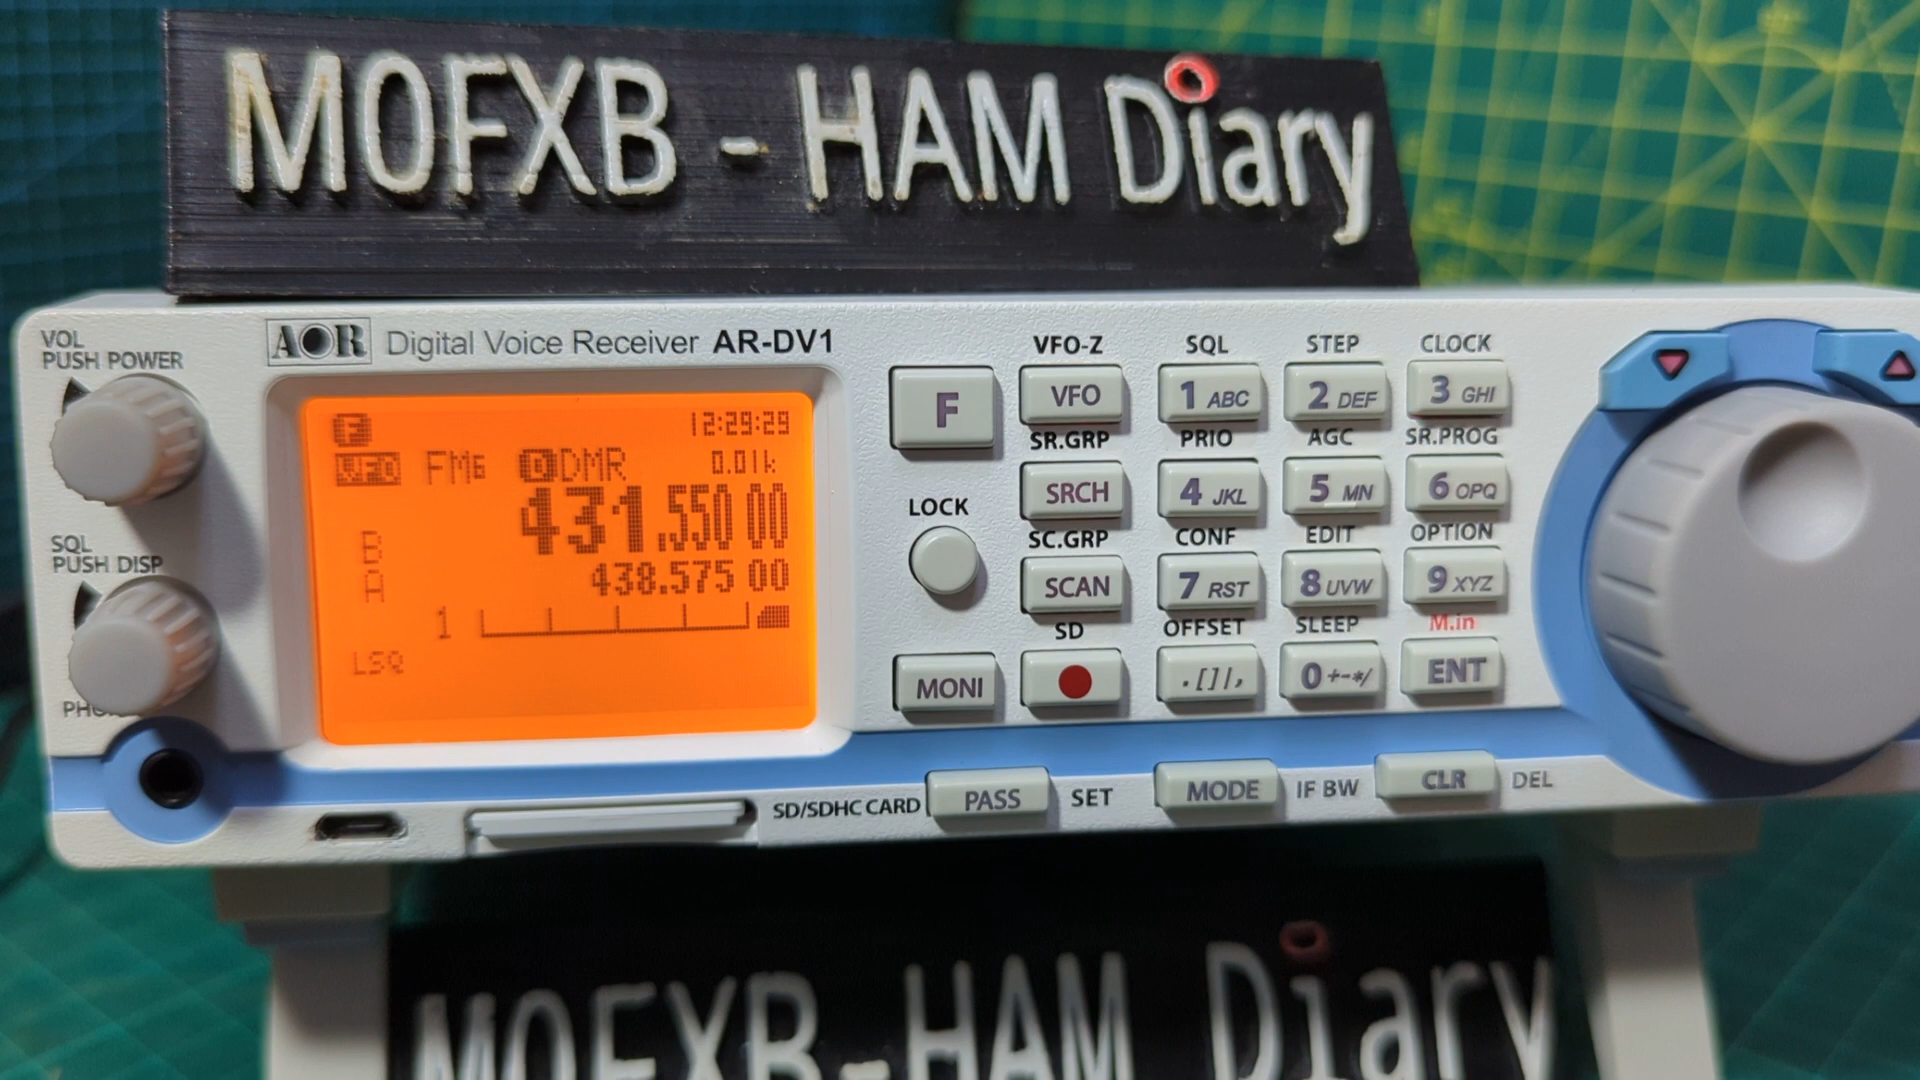 M0FXB - HAM Diary
VOL
PUSH POWER
AOR Digital Voice Receiver AR-DV1
F 12:29:29
VFO FM6 DMR 0.01k
431.550 00
B
A 438.575 00
1
LSQ
SQL
PUSH DISP
F
LOCK
MONI
VFO-Z SQL STEP CLOCK
VFO 1 ABC 2 DEF 3 GHI
SR.GRP PRIO AGC SR.PROG
SRCH 4 JKL 5 MN 6 OPQ
SC.GRP CONF EDIT OPTION
SCAN 7 RST 8 UVW 9 XYZ
SD OFFSET SLEEP M.in
.[]|, 0 +-*/ ENT
SD/SDHC CARD PASS SET MODE IF BW CLR DEL
M0FXB-HAM Diary